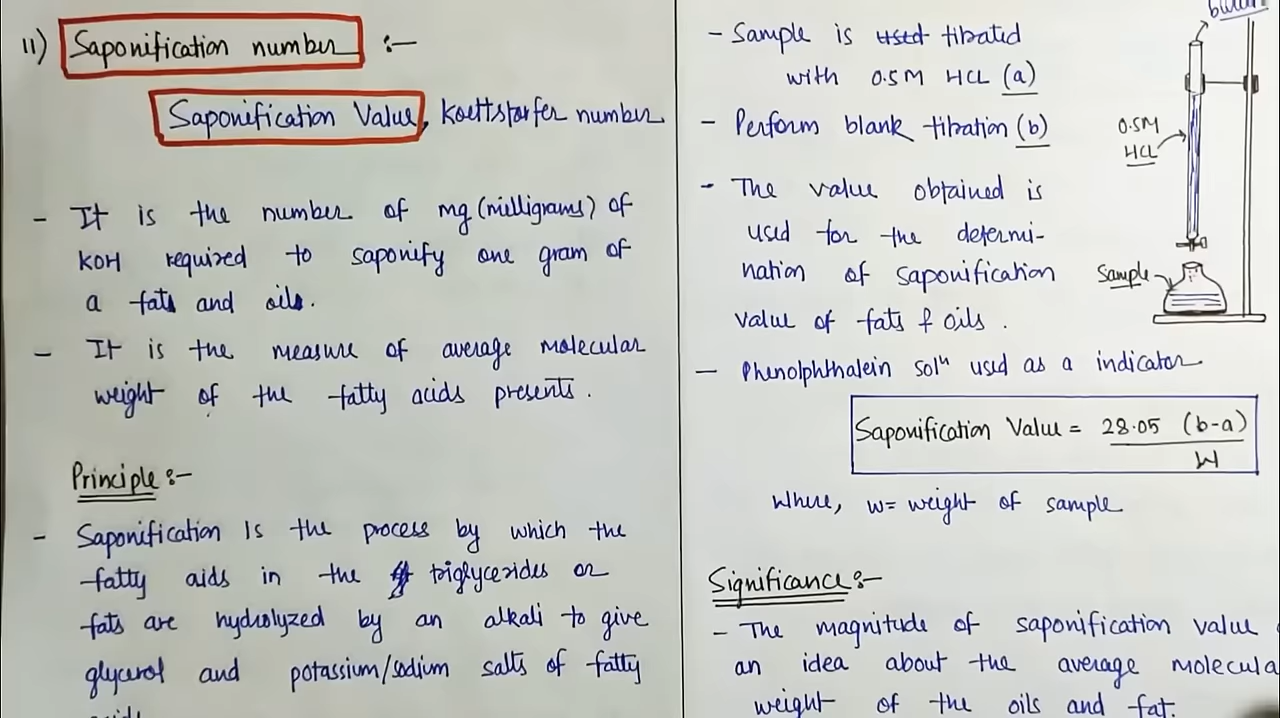 11) Saponification number :-
Saponification Value, Koettstorfer number
- It is the number of mg (milligrams) of
KOH required to saponify one gram of
a fats and oils.
- It is the measure of average molecular
weight of the fatty acids presents.
Principle :-
- Saponification Is the process by which the
fatty aids in the triglycerides or
fats are hydrolyzed by an alkali to give
glycerol and potassium/sodium salts of fatty
- Sample is used titrated
with 0.5M HCL (a)
- Perform blank titration (b)
- The value obtained is
used for the determi-
nation of saponification
value of fats & oils.
- Phenolphthalein solⁿ used as a indicator
Saponification Value = 28.05 (b-a)
W
Where, w= weight of sample
Significance :-
- The magnitude of saponification value
an idea about the average molecula
weight of the oils and fat.
0.5M
HCL
Sample